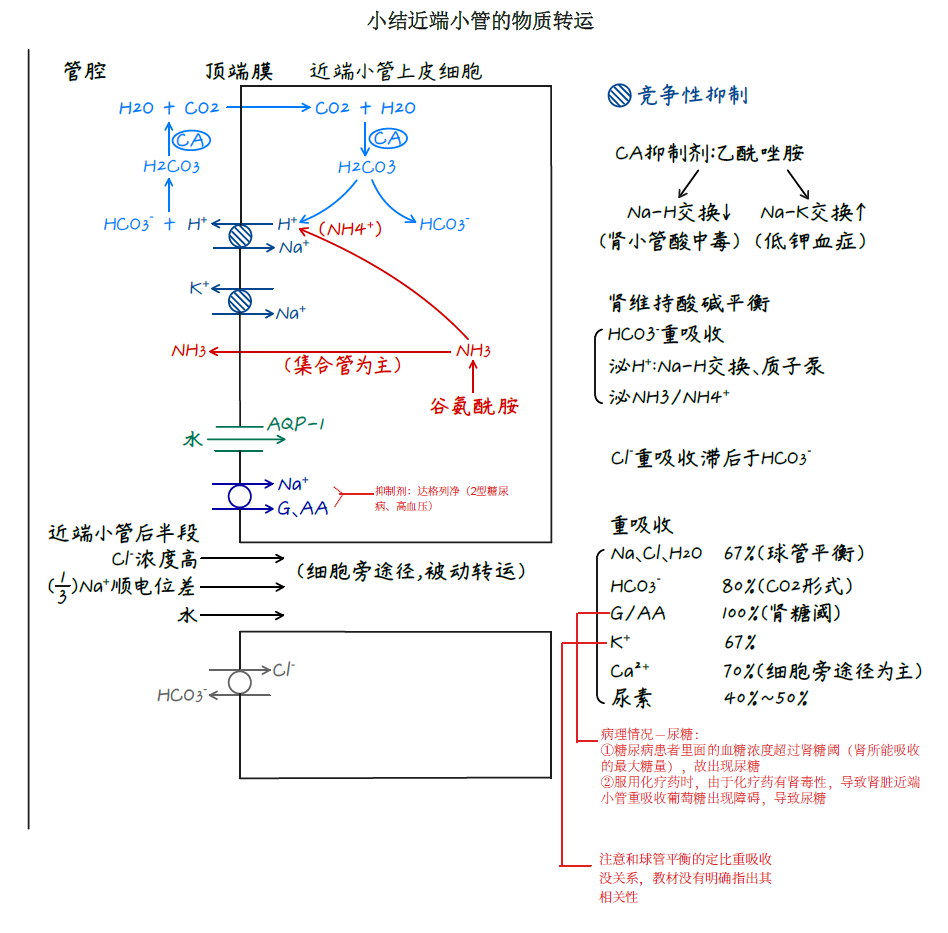 小结近端小管的物质转运
管腔
顶端膜
近端小管上皮细胞
H2O + CO2
CO2 + H2O
CA
CA
H2CO3
H2CO3
HCO3⁻ + H⁺
H⁺
(NH4⁺)
HCO3⁻
Na⁺
K⁺
Na⁺
NH3
(集合管为主)
NH3
谷氨酰胺
水
AQP-1
Na⁺
G、AA
抑制剂：达格列净（2型糖尿
病、高血压）
近端小管后半段
Cl⁻浓度高
(1/3)Na⁺顺电位差
水
(细胞旁途径,被动转运)
Cl⁻
HCO3⁻
竞争性抑制
CA抑制剂:乙酰唑胺
Na-H交换↓
Na-K交换↑
(肾小管酸中毒)
(低钾血症)
肾维持酸碱平衡
HCO3⁻重吸收
泌H⁺:Na-H交换、质子泵
泌NH3/NH4⁺
Cl⁻重吸收滞后于HCO3⁻
重吸收
Na、Cl、H2O 67%(球管平衡)
HCO3⁻ 80%(CO2形式)
G/AA 100%(肾糖阈)
K⁺ 67%
Ca²⁺ 70%(细胞旁途径为主)
尿素 40%~50%
病理情况－尿糖：
①糖尿病患者里面的血糖浓度超过肾糖阈（肾所能吸收
的最大糖量），故出现尿糖
②服用化疗药时，由于化疗药有肾毒性，导致肾脏近端
小管重吸收葡萄糖出现障碍，导致尿糖
注意和球管平衡的定比重吸收
没关系，教材没有明确指出其
相关性